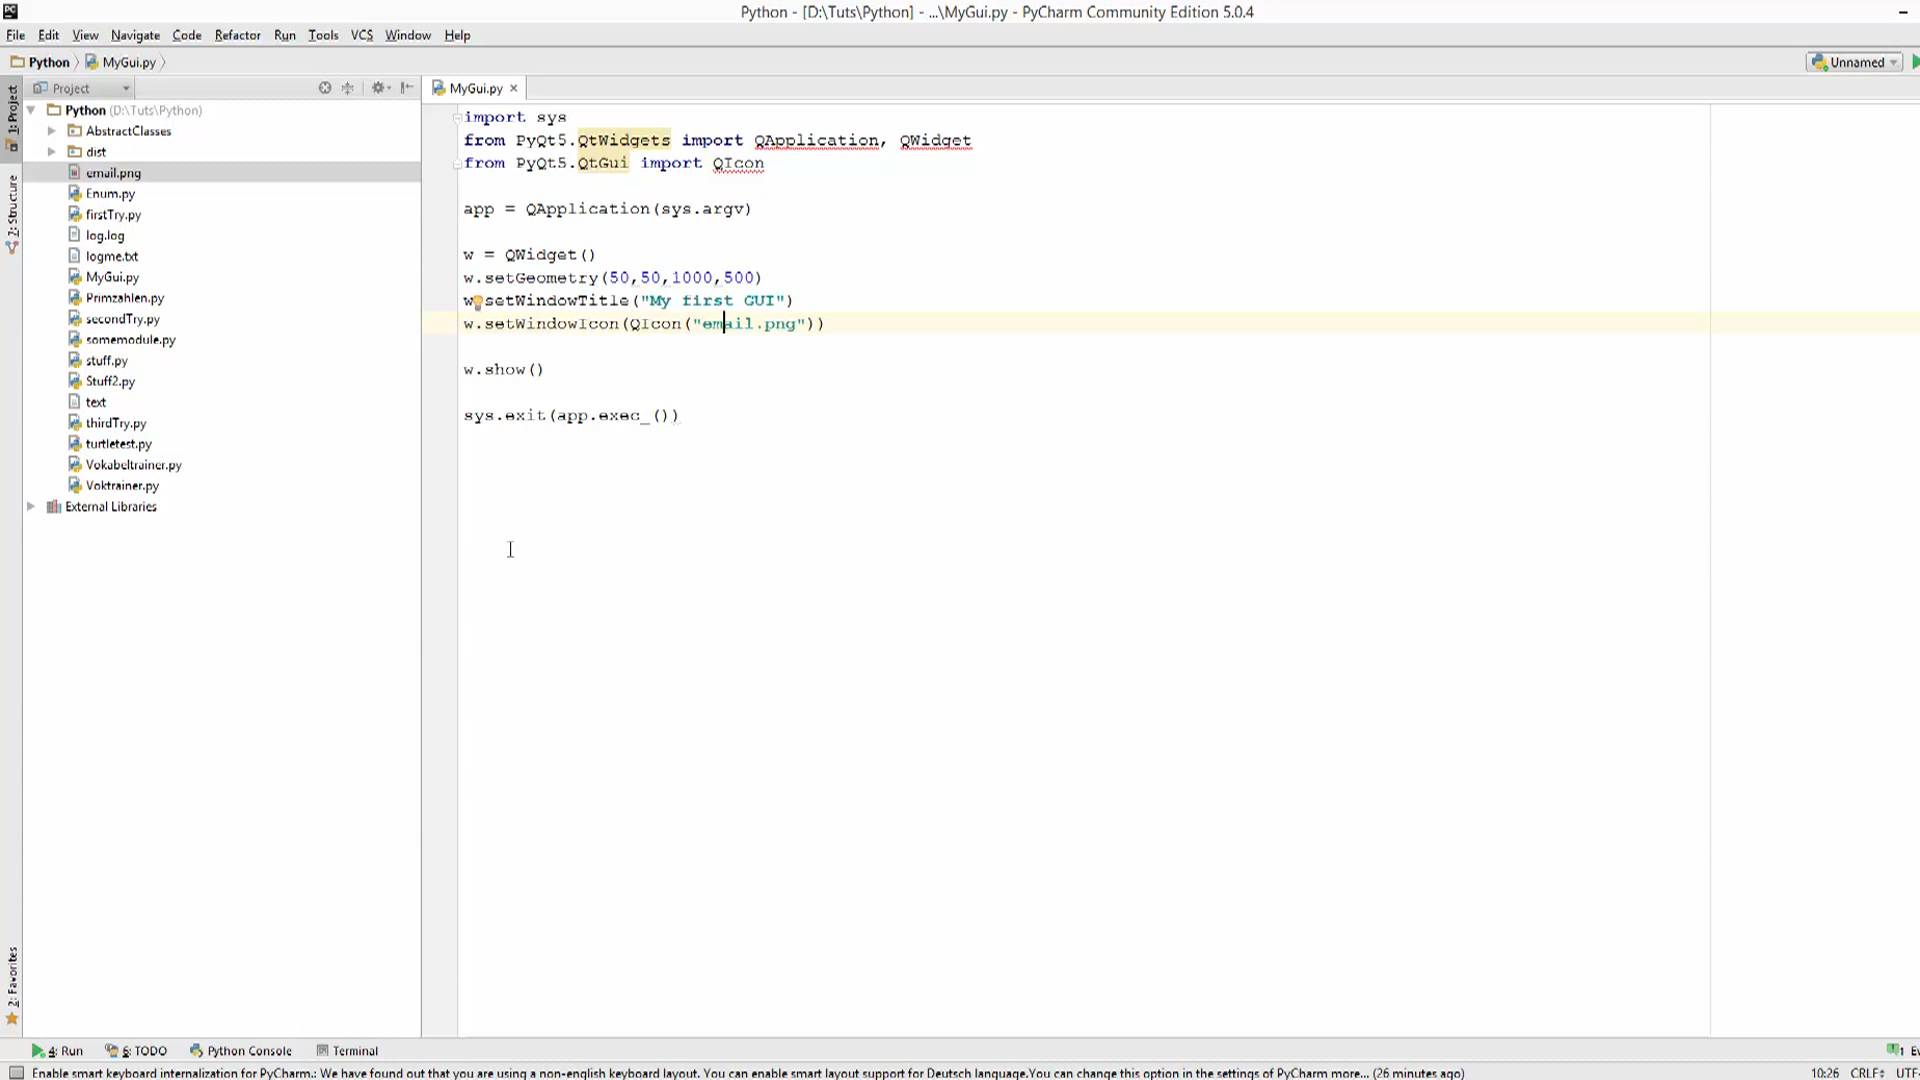 Python - [D:\Tuts\Python] - ...\MyGui.py - PyCharm Community Edition 5.0.4
File Edit View Navigate Code Refactor Run Tools VCS Window Help
Python MyGui.py
Unnamed
1: Project
7: Structure
2: Favorites
Project
Python (D:\Tuts\Python)
AbstractClasses
dist
email.png
Enum.py
firstTry.py
log.log
logme.txt
MyGui.py
Primzahlen.py
secondTry.py
somemodule.py
stuff.py
Stuff2.py
text
thirdTry.py
turtletest.py
Vokabeltrainer.py
Voktrainer.py
External Libraries
MyGui.py
import sys
from PyQt5.QtWidgets import QApplication, QWidget
from PyQt5.QtGui import QIcon
app = QApplication(sys.argv)
w = QWidget()
w.setGeometry(50,50,1000,500)
w setWindowTitle("My first GUI")
w.setWindowIcon(QIcon("email.png"))
w.show()
sys.exit(app.exec_())
4: Run 6: TODO Python Console Terminal
1 Ev
Enable smart keyboard internalization for PyCharm.: We have found out that you are using a non-english keyboard layout. You can enable smart layout support for Deutsch language.You can change this option in the settings of PyCharm more... (26 minutes ago) 10:26 CRLF UTF-